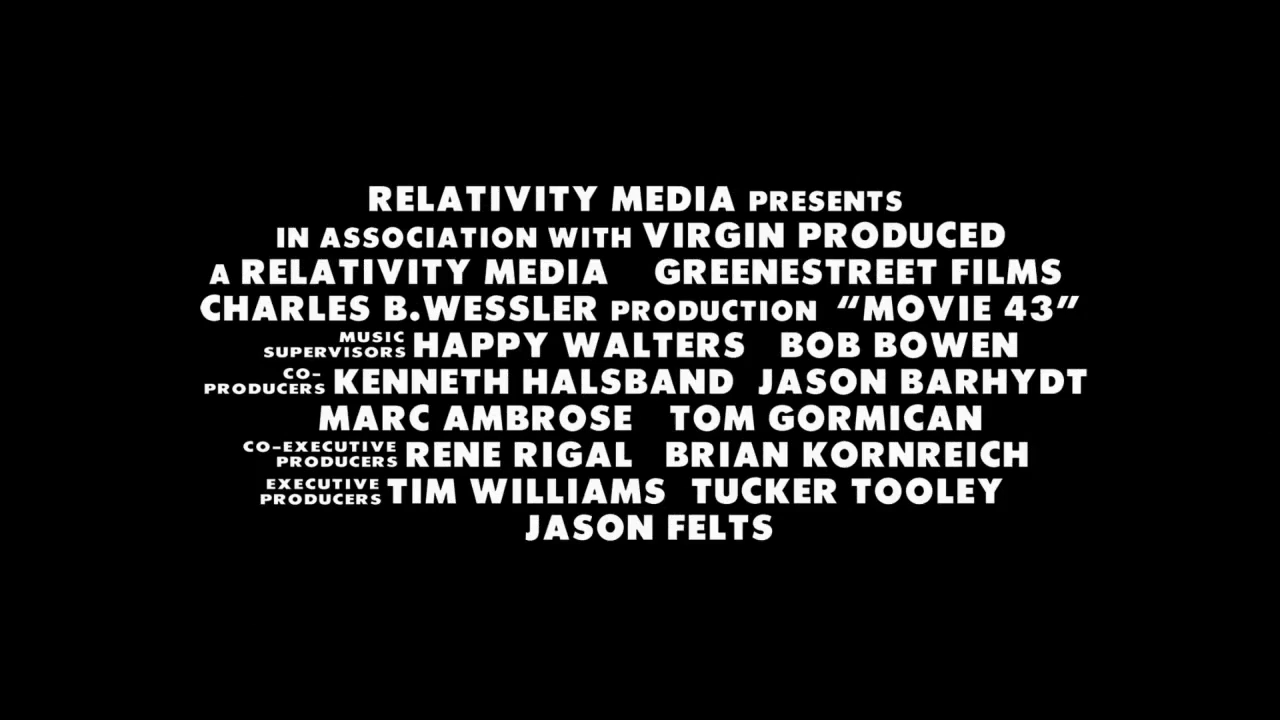 RELATIVITY MEDIA PRESENTS
IN ASSOCIATION WITH VIRGIN PRODUCED
A RELATIVITY MEDIA GREENESTREET FILMS
CHARLES B.WESSLER PRODUCTION “MOVIE 43”
MUSIC SUPERVISORS HAPPY WALTERS BOB BOWEN
CO-PRODUCERS KENNETH HALSBAND JASON BARHYDT
MARC AMBROSE TOM GORMICAN
CO-EXECUTIVE PRODUCERS RENE RIGAL BRIAN KORNREICH
EXECUTIVE PRODUCERS TIM WILLIAMS TUCKER TOOLEY
JASON FELTS